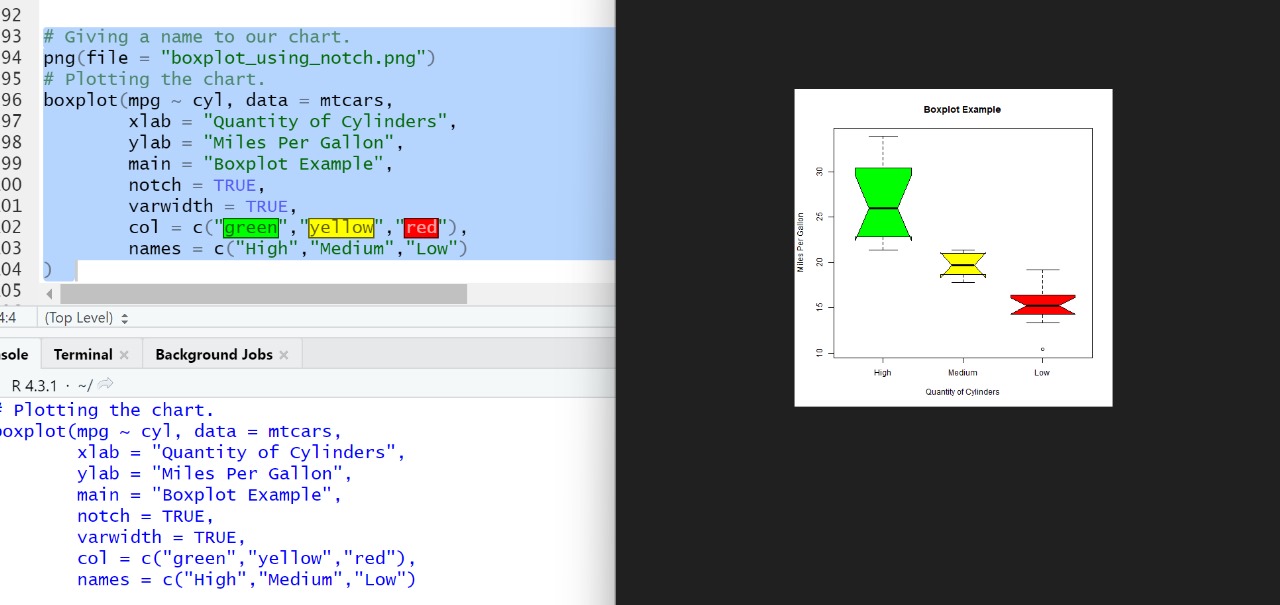 92
93 # Giving a name to our chart.
94 png(file = "boxplot_using_notch.png")
95 # Plotting the chart.
96 boxplot(mpg ~ cyl, data = mtcars,
97 xlab = "Quantity of Cylinders",
98 ylab = "Miles Per Gallon",
99 main = "Boxplot Example",
00 notch = TRUE,
01 varwidth = TRUE,
02 col = c("green","yellow","red"),
03 names = c("High","Medium","Low")
04 )
05
4:4 (Top Level)
sole Terminal Background Jobs
R 4.3.1 · ~/
# Plotting the chart.
boxplot(mpg ~ cyl, data = mtcars,
xlab = "Quantity of Cylinders",
ylab = "Miles Per Gallon",
main = "Boxplot Example",
notch = TRUE,
varwidth = TRUE,
col = c("green","yellow","red"),
names = c("High","Medium","Low")
Boxplot Example
Miles Per Gallon
30
25
20
15
10
High Medium Low
Quantity of Cylinders